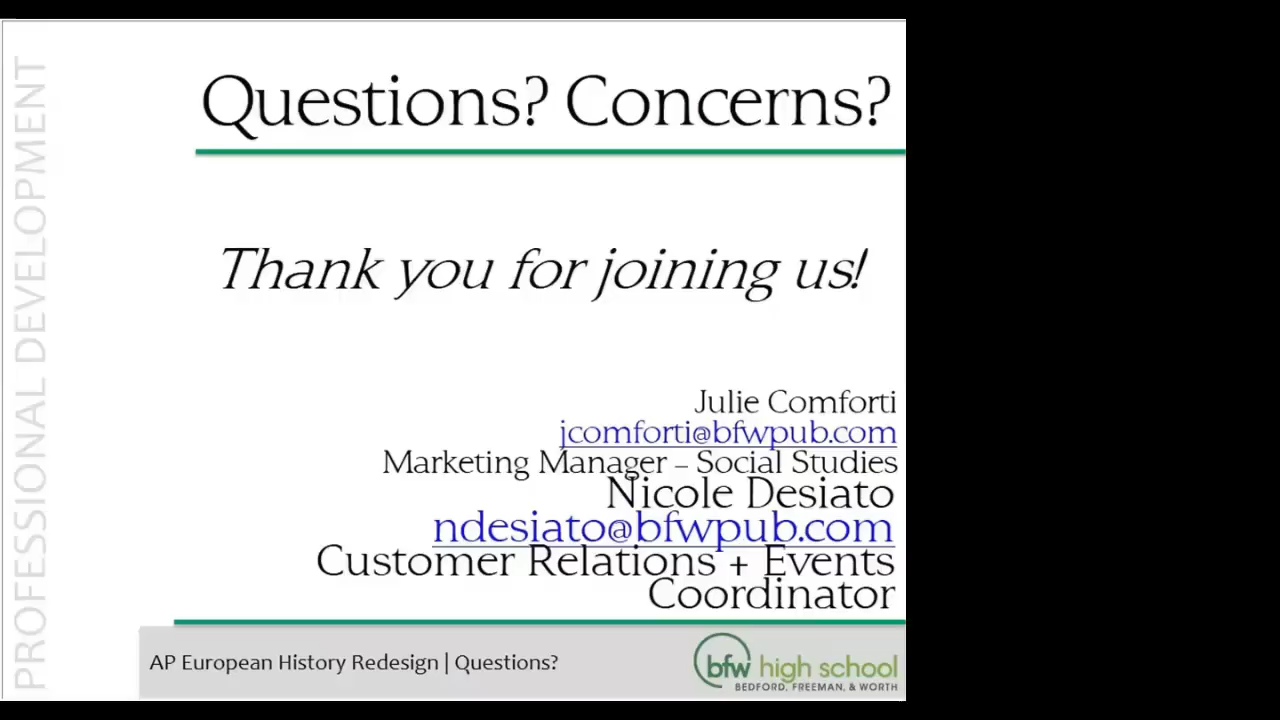 PROFESSIONAL DEVELOPMENT
Questions? Concerns?
Thank you for joining us!
Julie Comforti
jcomforti@bfwpub.com
Marketing Manager – Social Studies
Nicole Desiato
ndesiato@bfwpub.com
Customer Relations + Events
Coordinator
AP European History Redesign | Questions?
bfw high school
BEDFORD, FREEMAN, & WORTH